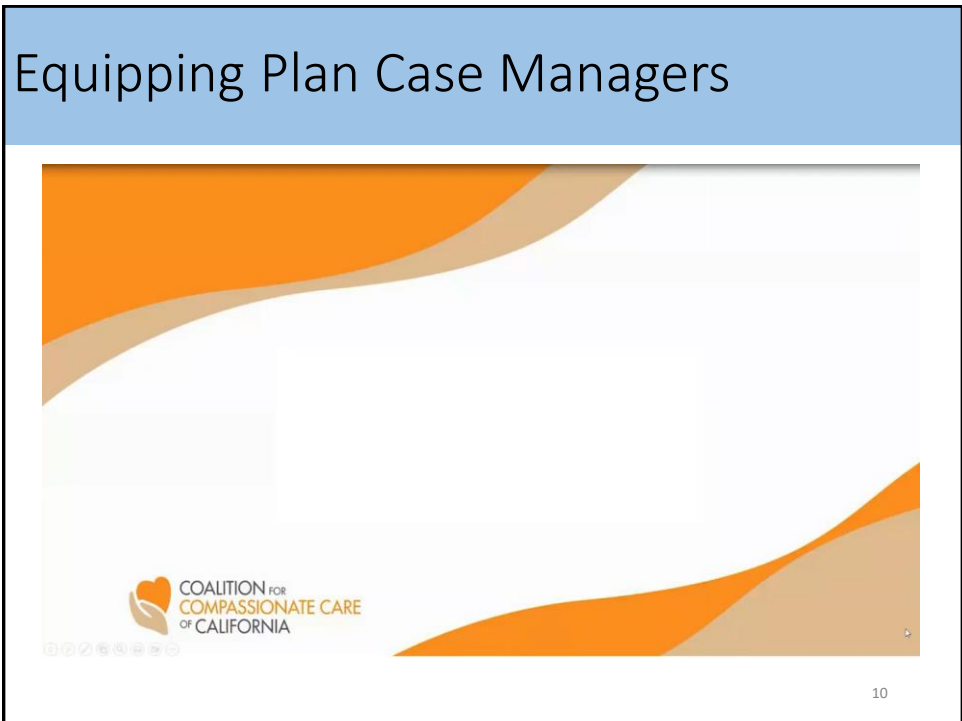 Equipping Plan Case Managers
COALITION FOR
COMPASSIONATE CARE
OF CALIFORNIA
10